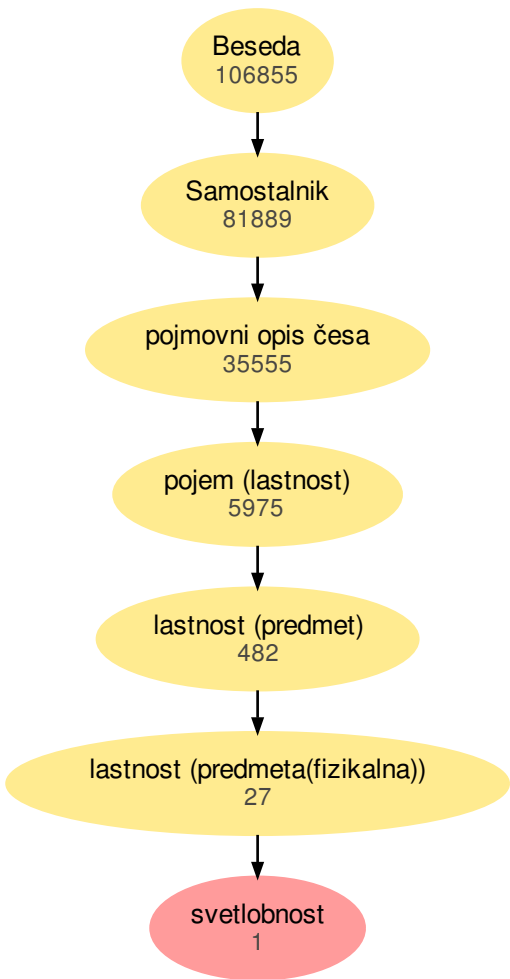 Beseda
106855
Samostalnik
81889
pojmovni opis česa
35555
pojem (lastnost)
5975
lastnost (predmet)
482
lastnost (predmeta(fizikalna))
27
svetlobnost
1